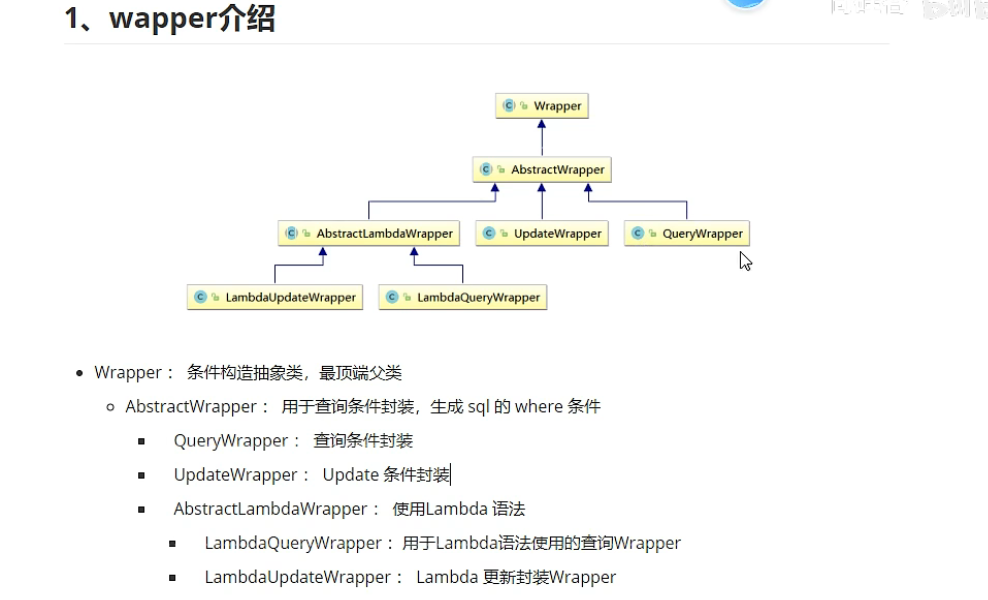 1、wapper介绍
Wrapper
AbstractWrapper
AbstractLambdaWrapper UpdateWrapper QueryWrapper
LambdaUpdateWrapper LambdaQueryWrapper
Wrapper： 条件构造抽象类，最顶端父类
AbstractWrapper： 用于查询条件封装，生成 sql 的 where 条件
QueryWrapper： 查询条件封装
UpdateWrapper： Update 条件封装
AbstractLambdaWrapper： 使用Lambda 语法
LambdaQueryWrapper：用于Lambda语法使用的查询Wrapper
LambdaUpdateWrapper： Lambda 更新封装Wrapper